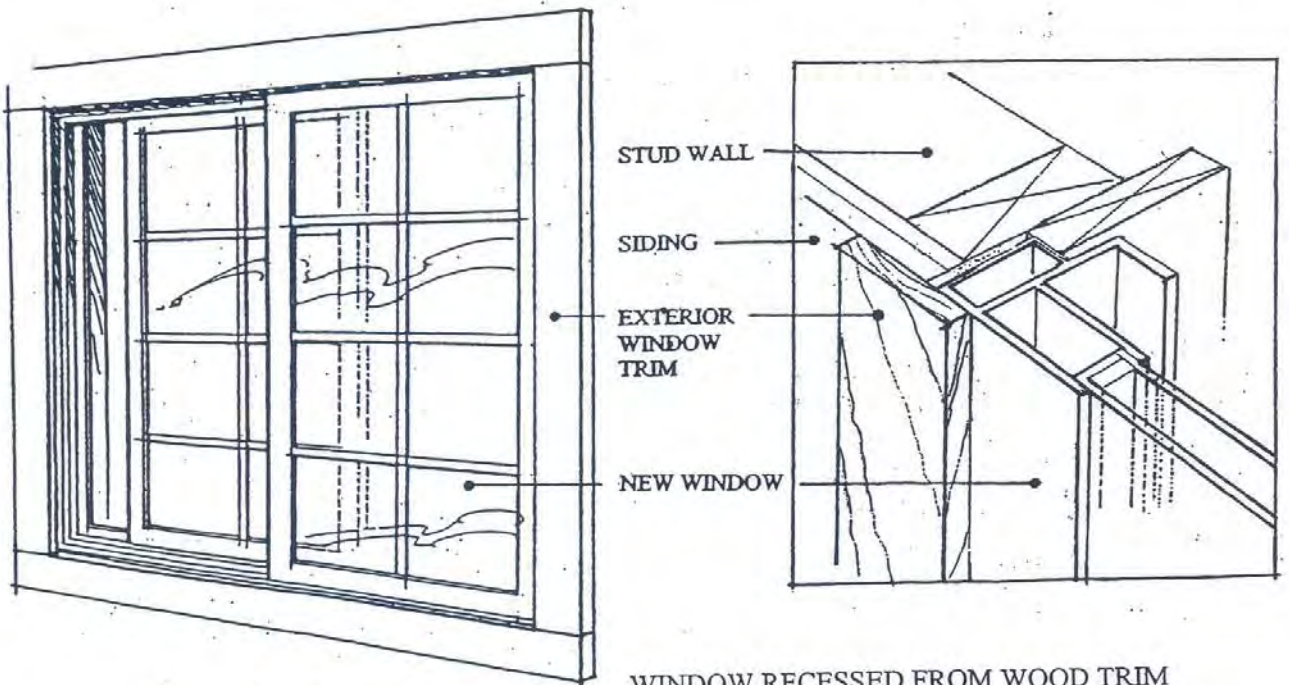 STUD WALL
SIDING
EXTERIOR
WINDOW
TRIM
NEW WINDOW
WINDOW RECESSED FROM WOOD TRIM